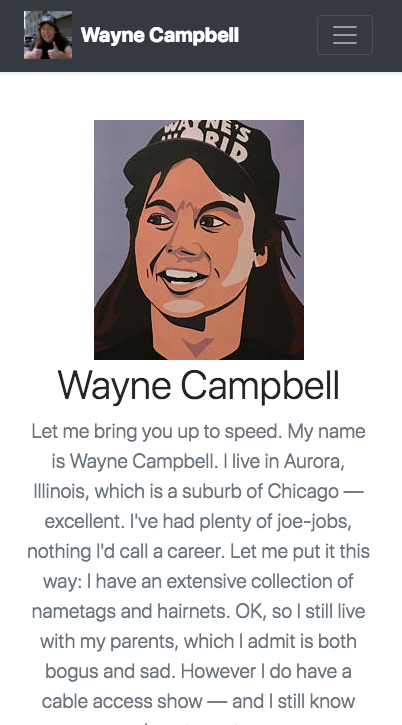 Wayne Campbell
WAYNE'S
WORLD
Wayne Campbell
Let me bring you up to speed. My name
is Wayne Campbell. I live in Aurora,
Illinois, which is a suburb of Chicago —
excellent. I've had plenty of joe-jobs,
nothing I'd call a career. Let me put it this
way: I have an extensive collection of
nametags and hairnets. OK, so I still live
with my parents, which I admit is both
bogus and sad. However I do have a
cable access show — and I still know